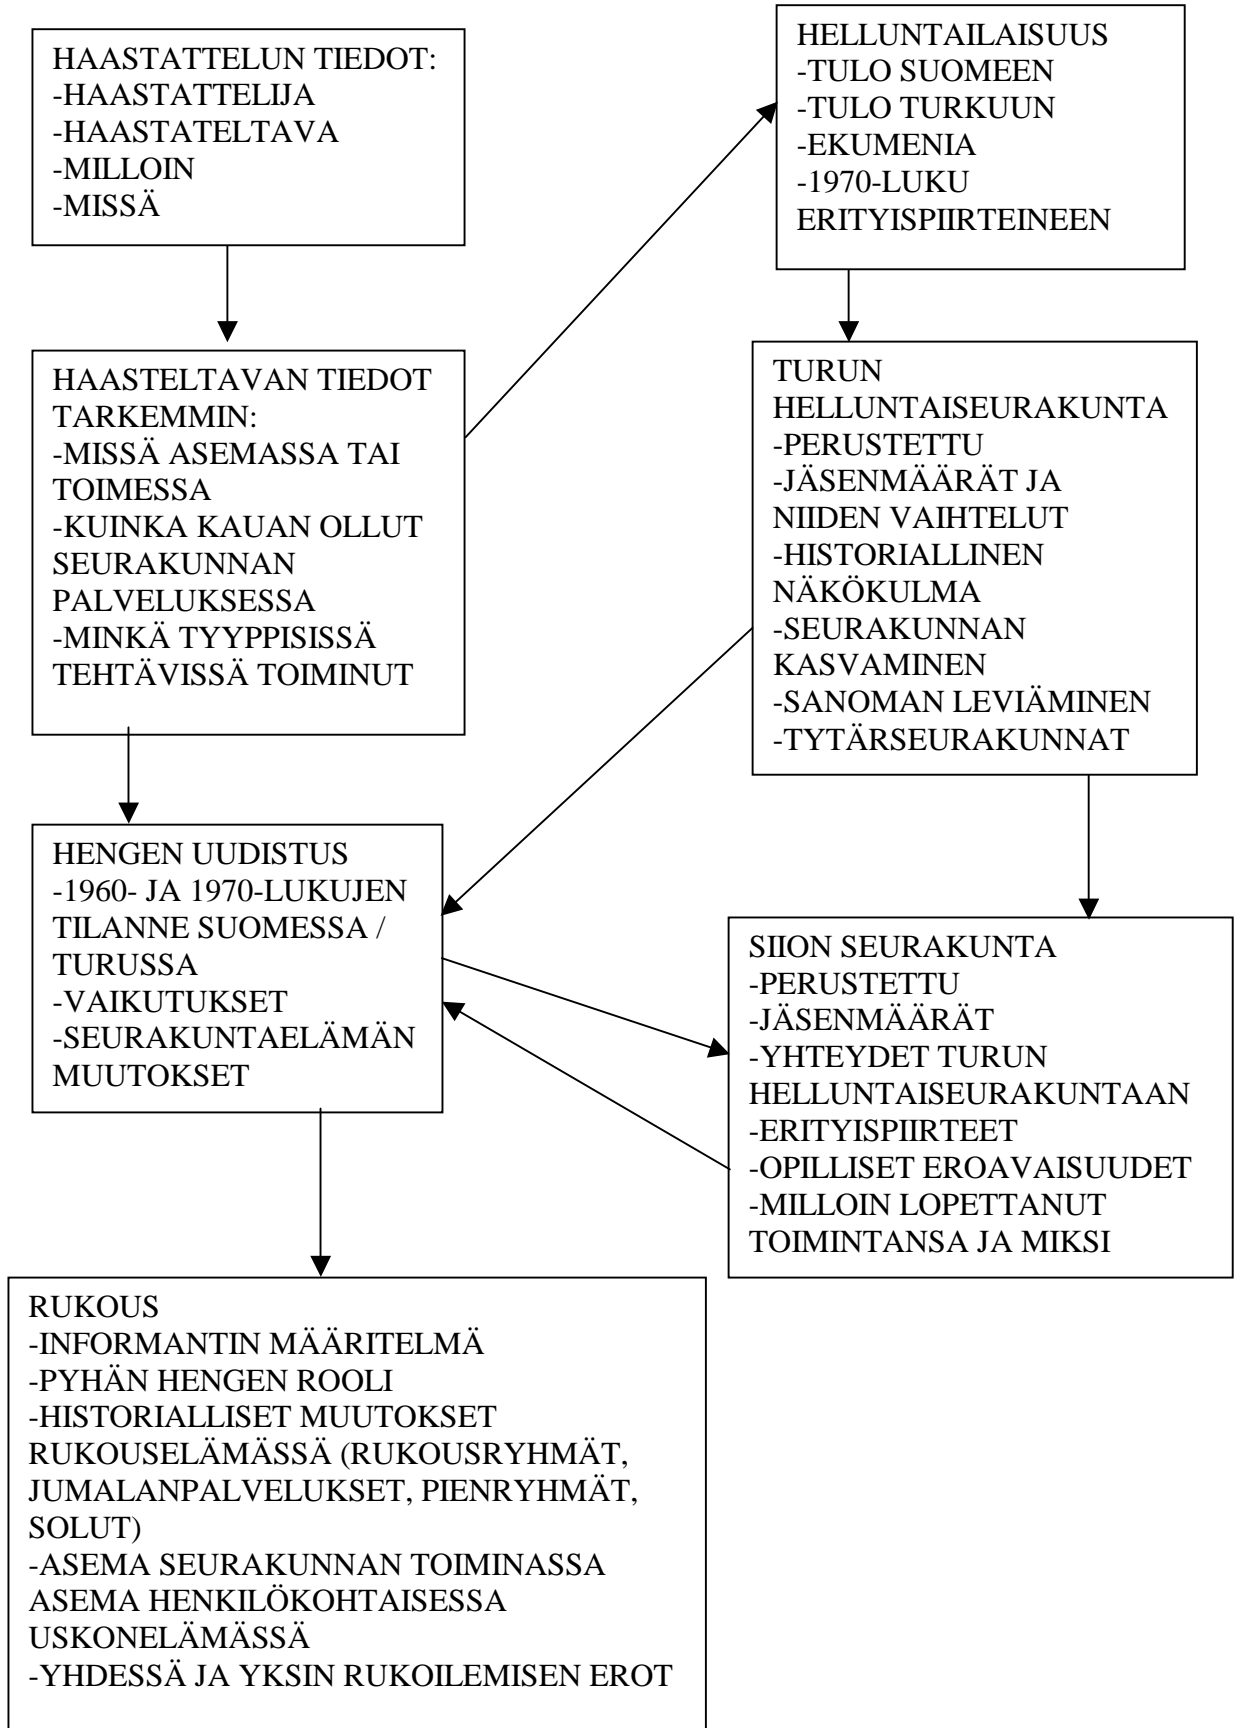 HAASTATTELUN TIEDOT:
-HAASTATTELIJA
-HAASTATELTAVA
-MILLOIN
-MISSÄ
HAASTELTAVAN TIEDOT
TARKEMMIN:
-MISSÄ ASEMASSA TAI
TOIMESSA
-KUINKA KAUAN OLLUT
SEURAKUNNAN
PALVELUKSESSA
-MINKÄ TYYPPISISSÄ
TEHTÄVISSÄ TOIMINUT
HELLUNTAILAISUUS
-TULO SUOMEEN
-TULO TURKUUN
-EKUMENIA
-1970-LUKU
ERITYISPIIRTEINEEN
TURUN
HELLUNTAISEURAKUNTA
-PERUSTETTU
-JÄSENMÄÄRÄT JA
NIIDEN VAIHTELUT
-HISTORIALLINEN
NÄKÖKULMA
-SEURAKUNNAN
KASVAMINEN
-SANOMAN LEVIÄMINEN
-TYTÄRSEURAKUNNAT
HENGEN UUDISTUS
-1960- JA 1970-LUKUJEN
TILANNE SUOMESSA /
TURUSSA
-VAIKUTUKSET
-SEURAKUNTAELÄMÄN
MUUTOKSET
SIION SEURAKUNTA
-PERUSTETTU
-JÄSENMÄÄRÄT
-YHTEYDET TURUN
HELLUNTAISEURAKUNTAAN
-ERITYISPIIRTEET
-OPILLISET EROAVAISUUDET
-MILLOIN LOPETTANUT
TOIMINTANSA JA MIKSI
RUKOUS
-INFORMANTIN MÄÄRITELMÄ
-PYHÄN HENGEN ROOLI
-HISTORIALLISET MUUTOKSET
RUKOUSELÄMÄSSÄ (RUKOUSRYHMÄT,
JUMALANPALVELUKSET, PIENRYHMÄT,
SOLUT)
-ASEMA SEURAKUNNAN TOIMINASSA
ASEMA HENKILÖKOHTAISESSA
USKONELÄMÄSSÄ
-YHDESSÄ JA YKSIN RUKOILEMISEN EROT